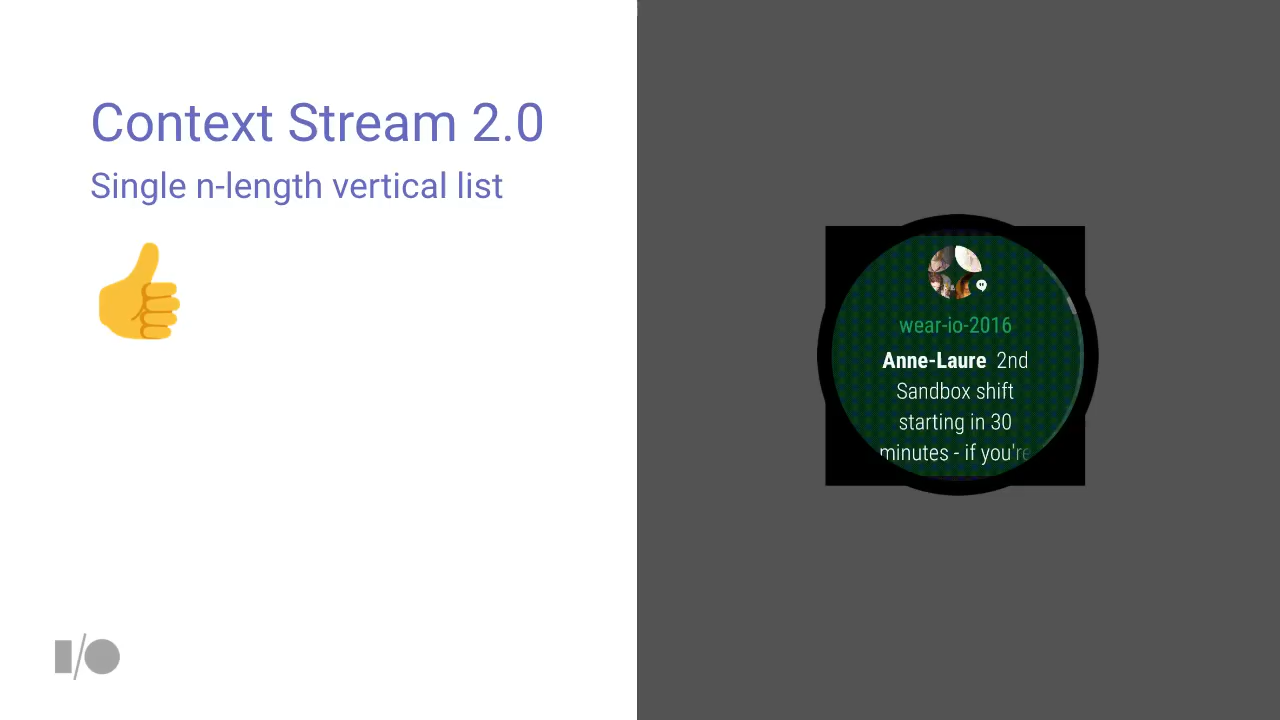 Context Stream 2.0
Single n-length vertical list
I/O
wear-io-2016
Anne-Laure 2nd
Sandbox shift
starting in 30
minutes - if you're